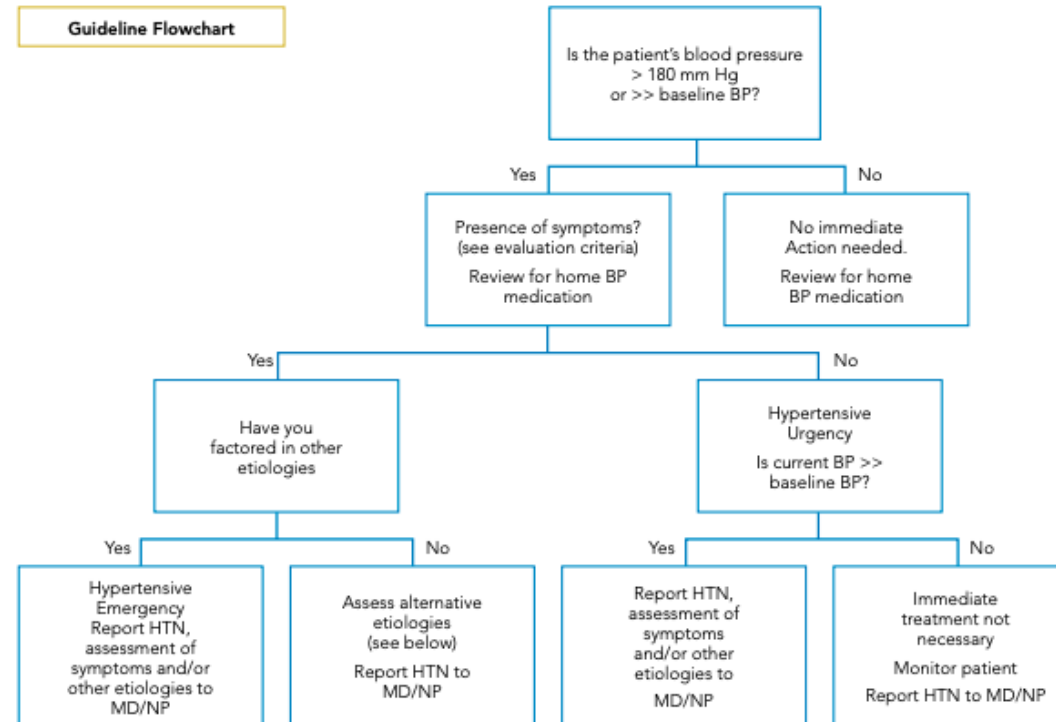 Guideline Flowchart
Is the patient's blood pressure
> 180 mm Hg
or >> baseline BP?
Yes
No
Presence of symptoms?
(see evaluation criteria)
Review for home BP
medication
No immediate
Action needed.
Review for home
BP medication
Yes
No
Have you
factored in other
etiologies
Hypertensive
Urgency
Is current BP >>
baseline BP?
Yes
No
Yes
No
Hypertensive
Emergency
Report HTN,
assessment of
symptoms and/or
other etiologies to
MD/NP
Assess alternative
etiologies
(see below)
Report HTN to
MD/NP
Report HTN,
assessment of
symptoms
and/or other
etiologies to
MD/NP
Immediate
treatment not
necessary
Monitor patient
Report HTN to MD/NP